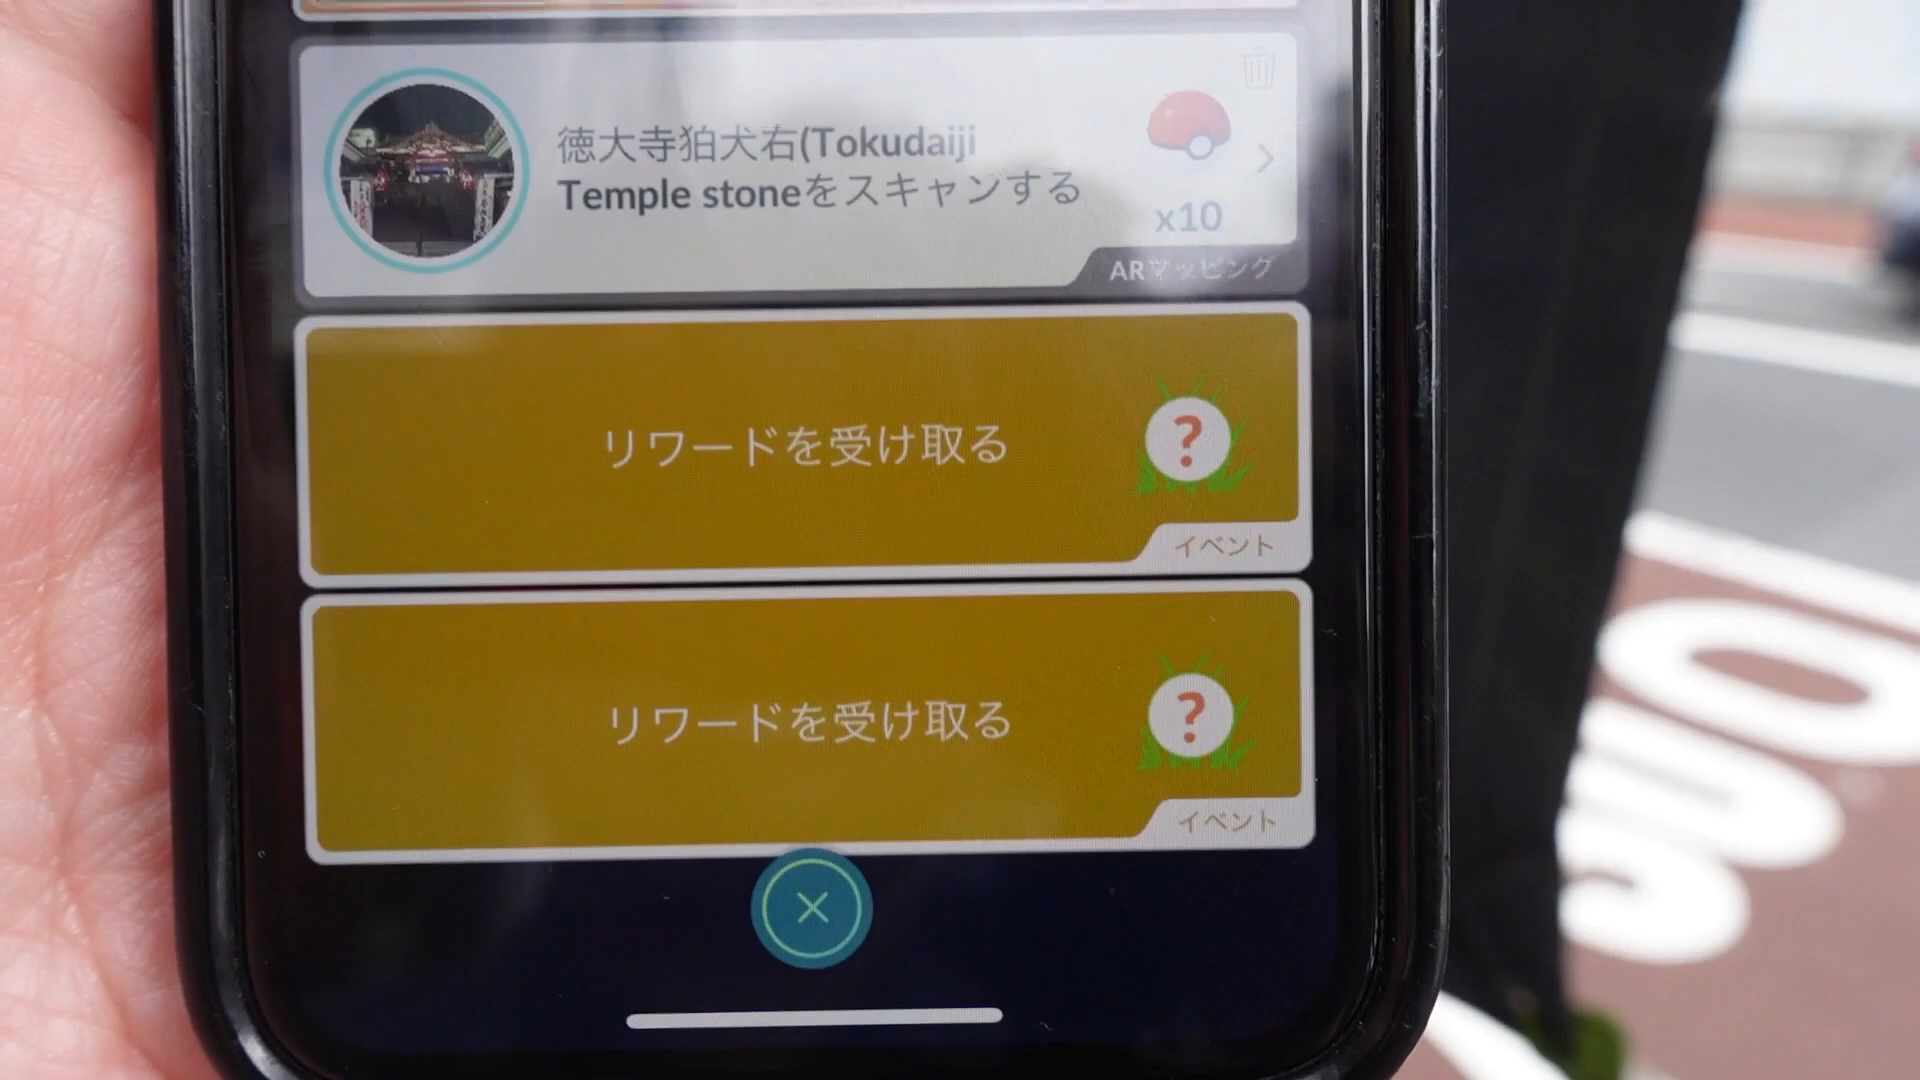 徳大寺狛犬右(Tokudaiji
Temple stoneをスキャンする
x10
ARマッピング
リワードを受け取る
?
イベント
リワードを受け取る
?
イベント